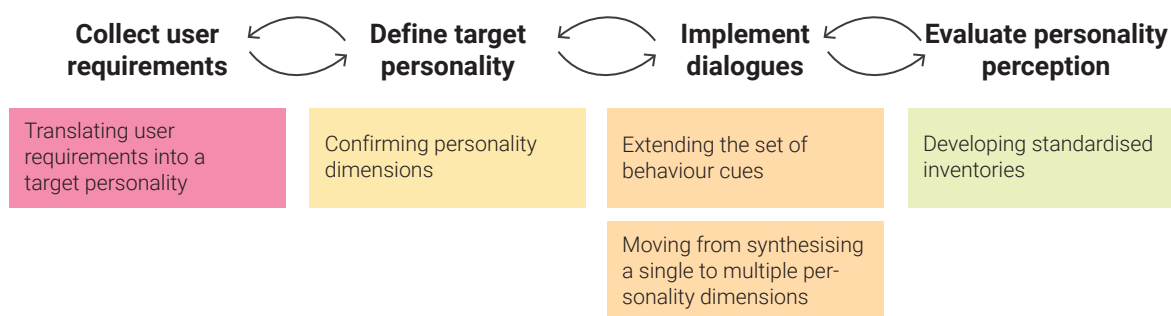 Collect user
requirements
Define target
personality
Implement
dialogues
Evaluate personality
perception
Translating user
requirements into a
target personality
Confirming personality
dimensions
Extending the set of
behaviour cues
Developing standardised
inventories
Moving from synthesising
a single to multiple per-
sonality dimensions